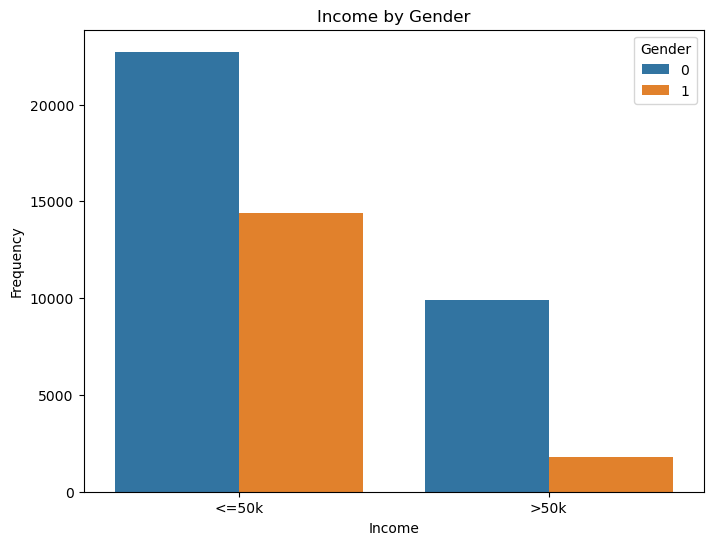 Income by Gender
Gender
0
1
20000
15000
10000
5000
0
Frequency
<=50k
>50k
Income